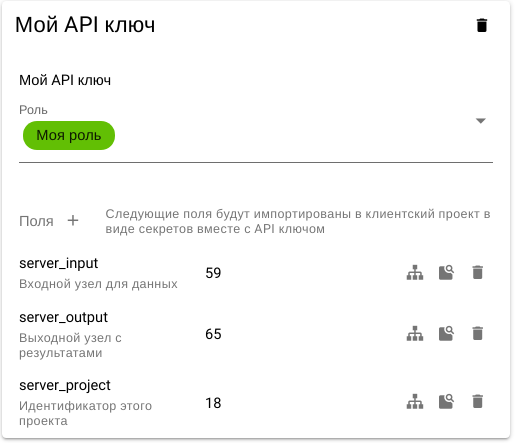 Мой API ключ
Мой API ключ
Роль
Моя роль
Поля + Следующие поля будут импортированы в клиентский проект в
виде секретов вместе с API ключом
server_input
59
Входной узел для данных
server_output
65
Выходной узел с
результатами
server_project
18
Идентификатор этого
проекта